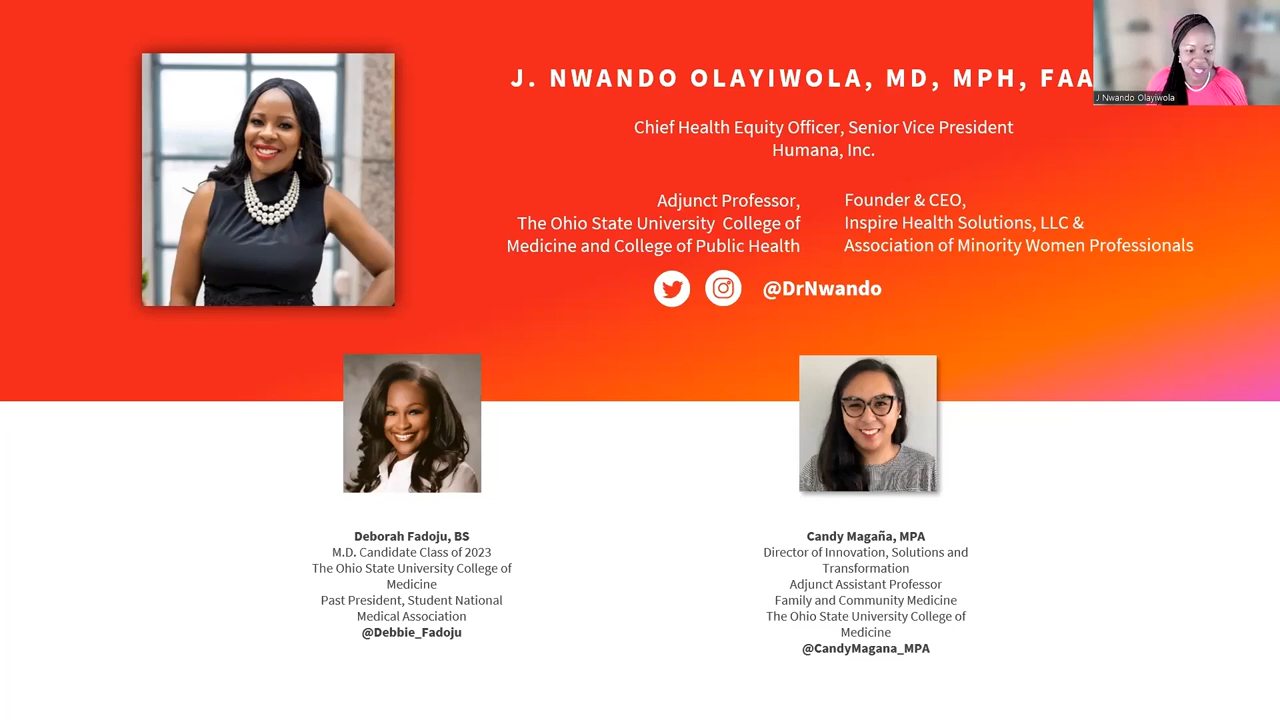 J. NWANDO OLAYIWOLA, MD, MPH, FAA
J Nwando Olayiwola
Chief Health Equity Officer, Senior Vice President
Humana, Inc.
Adjunct Professor,
The Ohio State University College of
Medicine and College of Public Health
Founder & CEO,
Inspire Health Solutions, LLC &
Association of Minority Women Professionals
@DrNwando
Deborah Fadoju, BS
M.D. Candidate Class of 2023
The Ohio State University College of
Medicine
Past President, Student National
Medical Association
@Debbie_Fadoju
Candy Magaña, MPA
Director of Innovation, Solutions and
Transformation
Adjunct Assistant Professor
Family and Community Medicine
The Ohio State University College of
Medicine
@CandyMagana_MPA